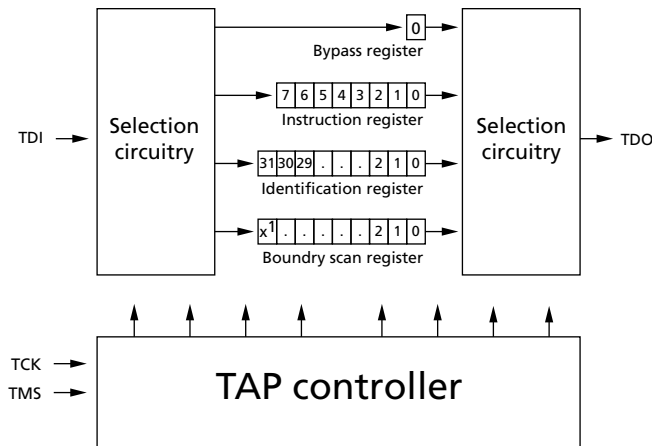 0
Bypass register
7 6 5 4 3 2 1 0
Instruction register
TDI
Selection
circuitry
Selection
circuitry
TDO
31 30 29 . . . 2 1 0
Identification register
x1 . . . . . 2 1 0
Boundry scan register
TCK
TMS
TAP controller